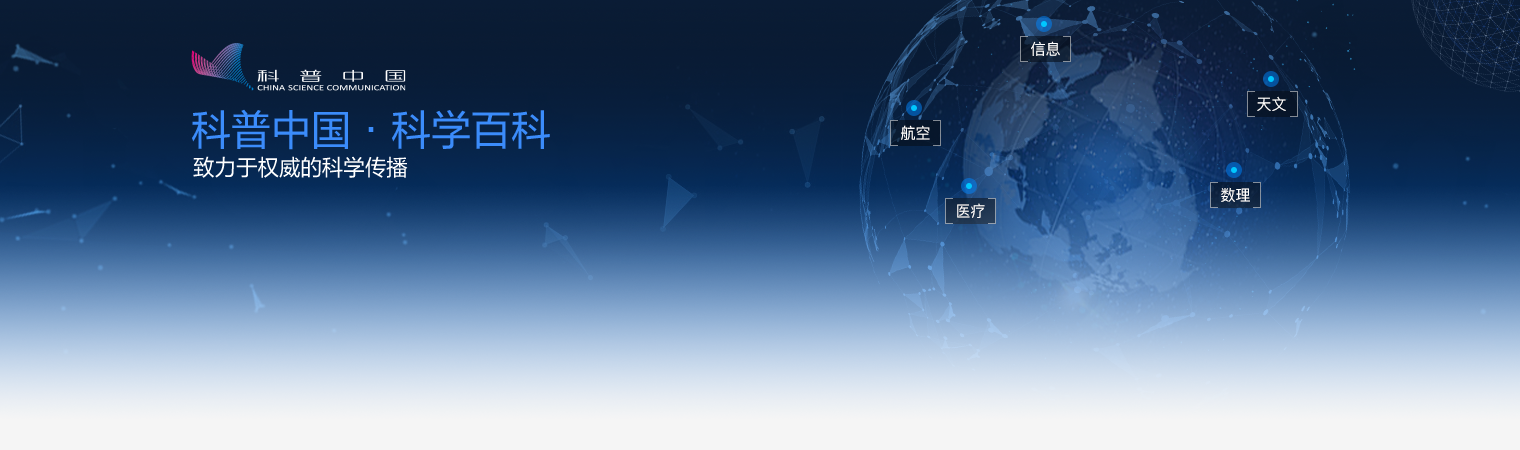 科普中国
CHINA SCIENCE COMMUNICATION
科普中国·科学百科
致力于权威的科学传播
信息
天文
航空
数理
医疗